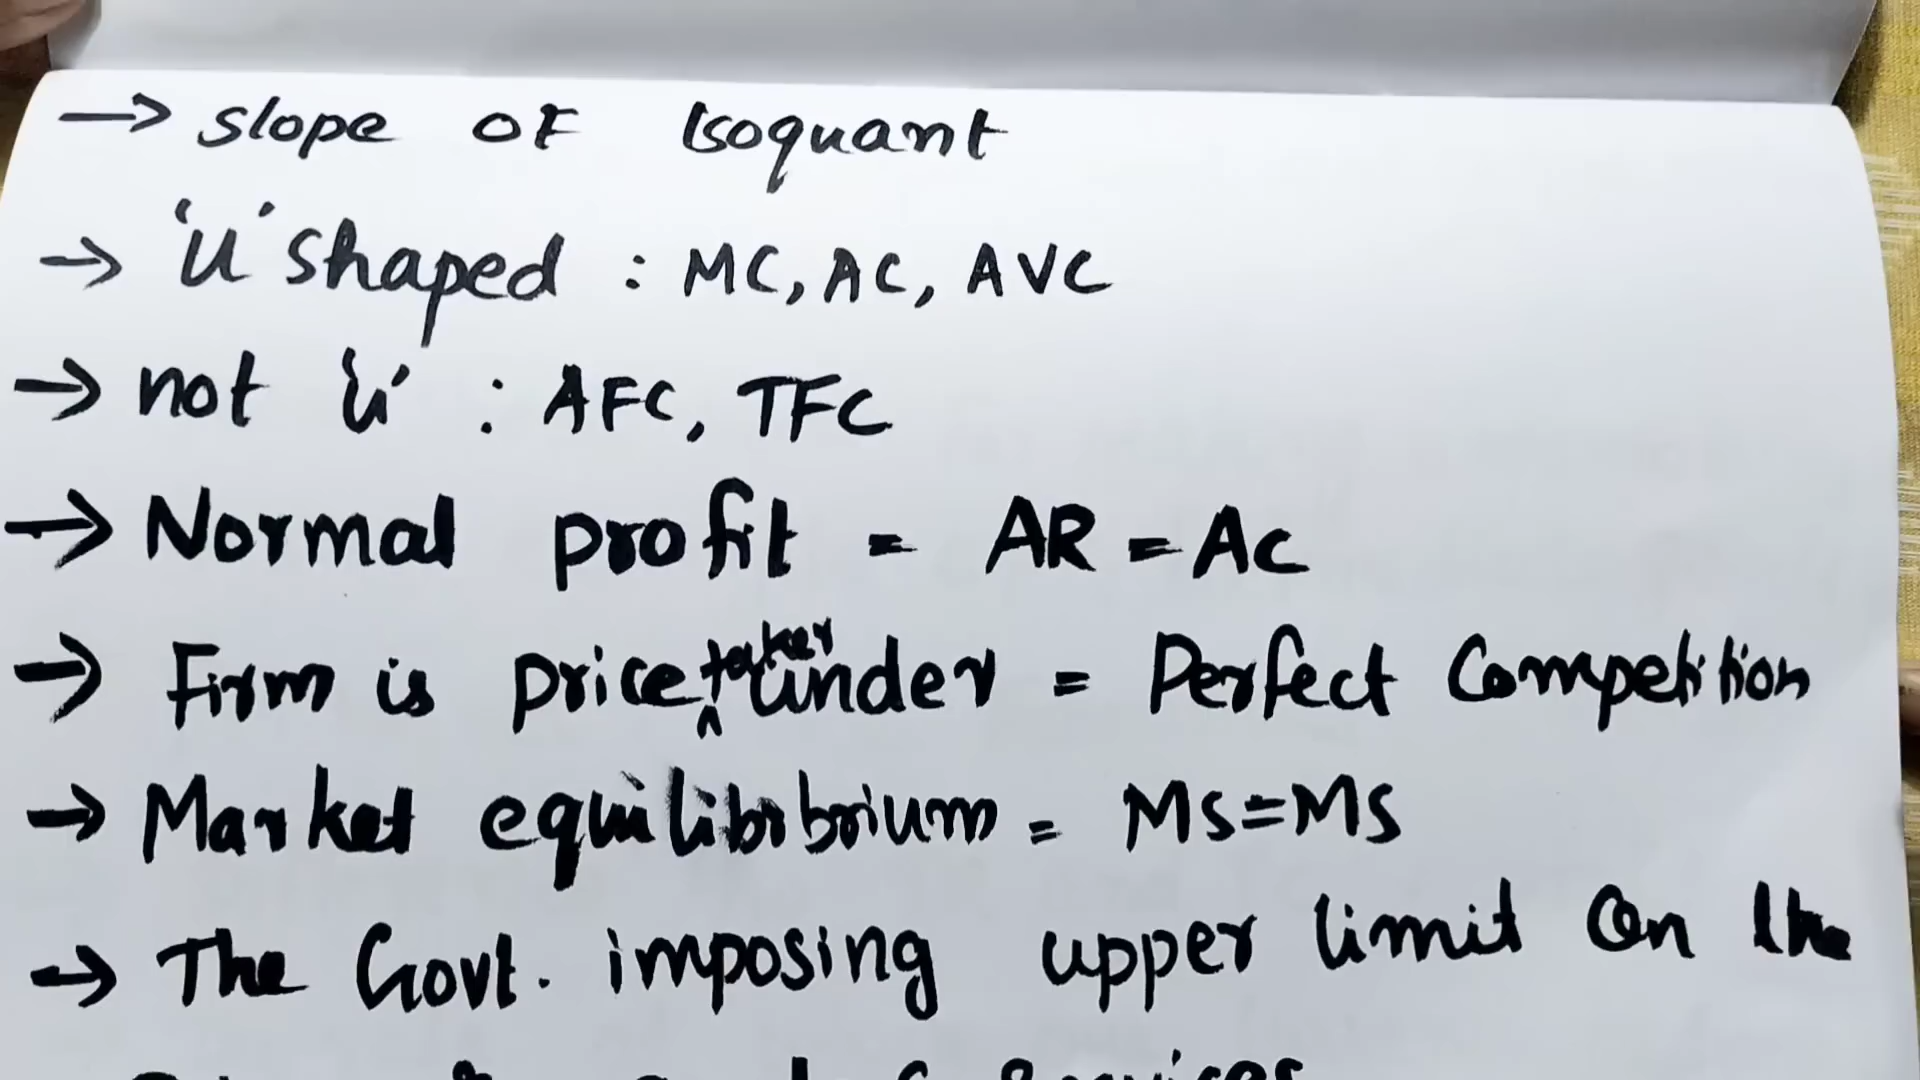 → slope OF Isoquant
→ 'U' shaped : MC, AC, AVC
→ not 'U' : AFC, TFC
→ Normal profit = AR = AC
→ Firm is price taker under = Perfect Competition
→ Market equilibrium = MS=MS
→ The Govt. imposing upper limit on the